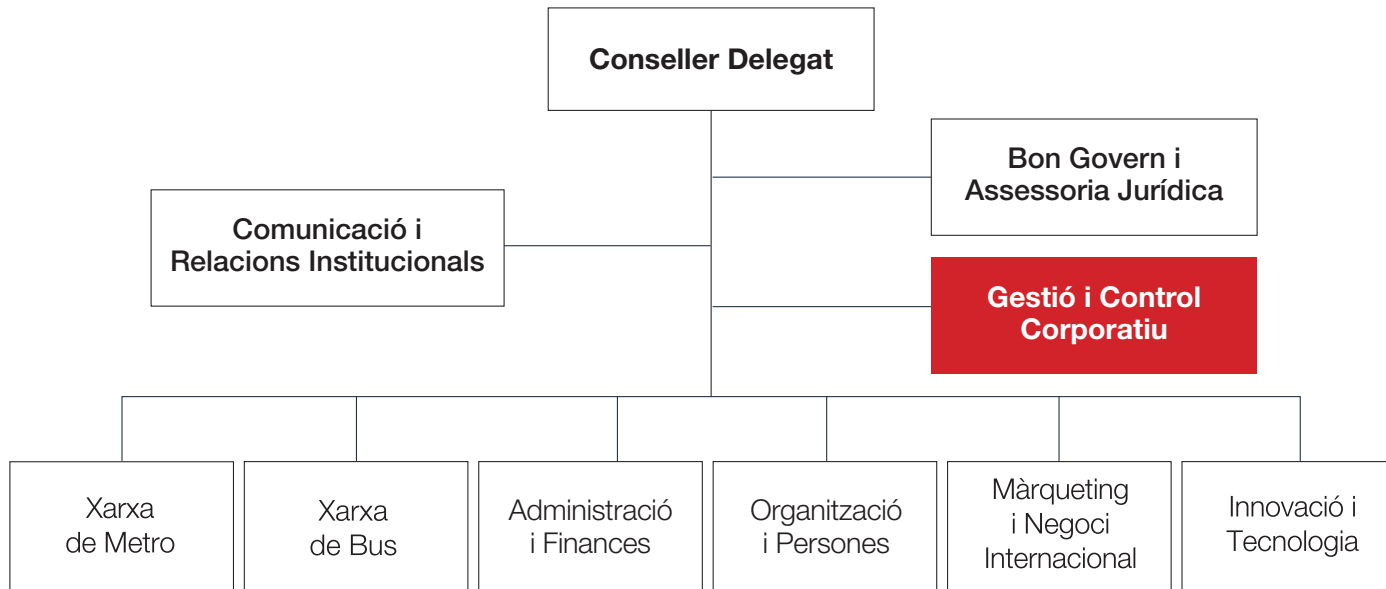 Conseller Delegat
Bon Govern i
Assessoria Jurídica
Comunicació i
Relacions Institucionals
Gestió i Control
Corporatiu
Xarxa
de Metro
Xarxa
de Bus
Administració
i Finances
Organització
i Persones
Màrqueting
i Negoci
Internacional
Innovació i
Tecnologia